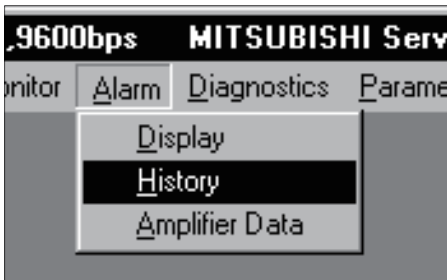 ,9600bps MITSUBISHI Serv
onitor Alarm Diagnostics Parame
Display
History
Amplifier Data